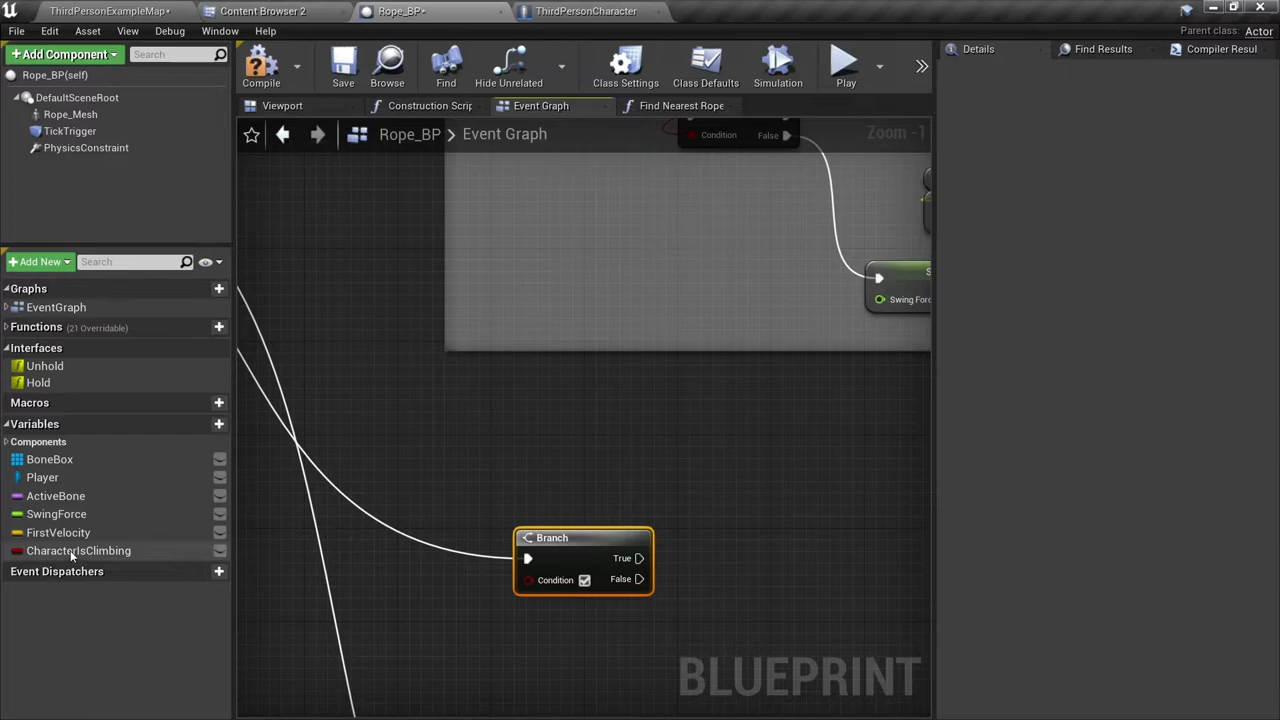 ThirdPersonExampleMap•
Content Browser 2
Rope_BP•
ThirdPersonCharacter
File
Edit
Asset
View
Debug
Window
Help
Parent class: Actor
Add Component
Search
Compile
Save
Browse
Find
Hide Unrelated
Class Settings
Class Defaults
Simulation
Play
Details
Find Results
Compiler Resul
Rope_BP(self)
DefaultSceneRoot
Rope_Mesh
TickTrigger
PhysicsConstraint
Viewport
Construction Scrip
Event Graph
Find Nearest Rope
Rope_BP > Event Graph
Zoom -1
Condition
False
Swing Forc
Add New
Search
Graphs
EventGraph
Functions (21 Overridable)
Interfaces
Unhold
Hold
Macros
Variables
Components
BoneBox
Player
ActiveBone
SwingForce
FirstVelocity
CharacterIsClimbing
Event Dispatchers
Branch
True
Condition
False
BLUEPRINT